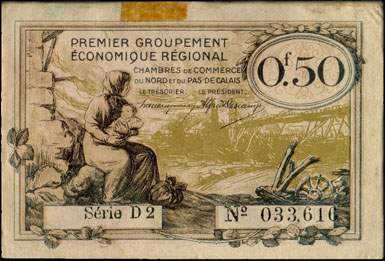 PREMIER GROUPEMENT
ÉCONOMIQUE RÉGIONAL
CHAMBRES DE COMMERCE
DU NORD ET DU PAS DE CALAIS
LE TRÉSORIER LE PRÉSIDENT
0f.50
Série D2
Nº 033,616